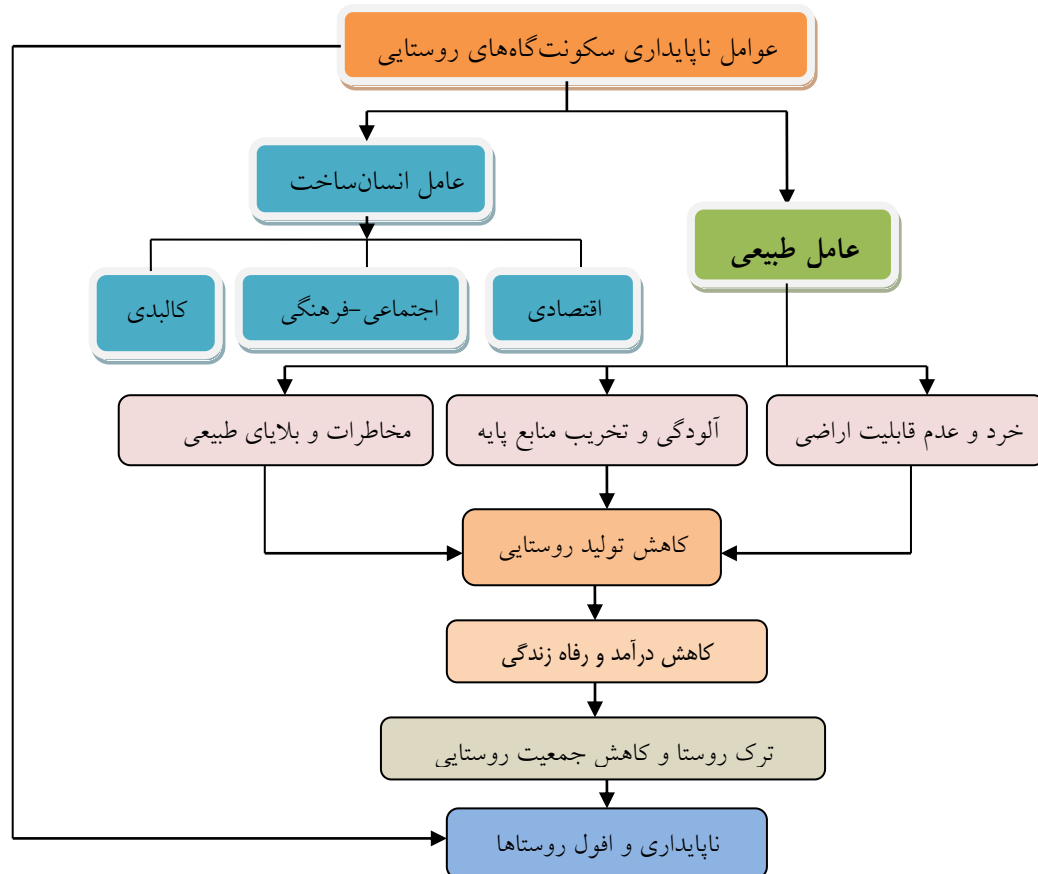 عوامل ناپایداری سکونت‌گاه‌های روستایی
عامل انسان‌ساخت
عامل طبیعی
اقتصادی
اجتماعی-فرهنگی
کالبدی
خرد و عدم قابلیت اراضی
آلودگی و تخریب منابع پایه
مخاطرات و بلایای طبیعی
کاهش تولید روستایی
کاهش درآمد و رفاه زندگی
ترک روستا و کاهش جمعیت روستایی
ناپایداری و افول روستاها